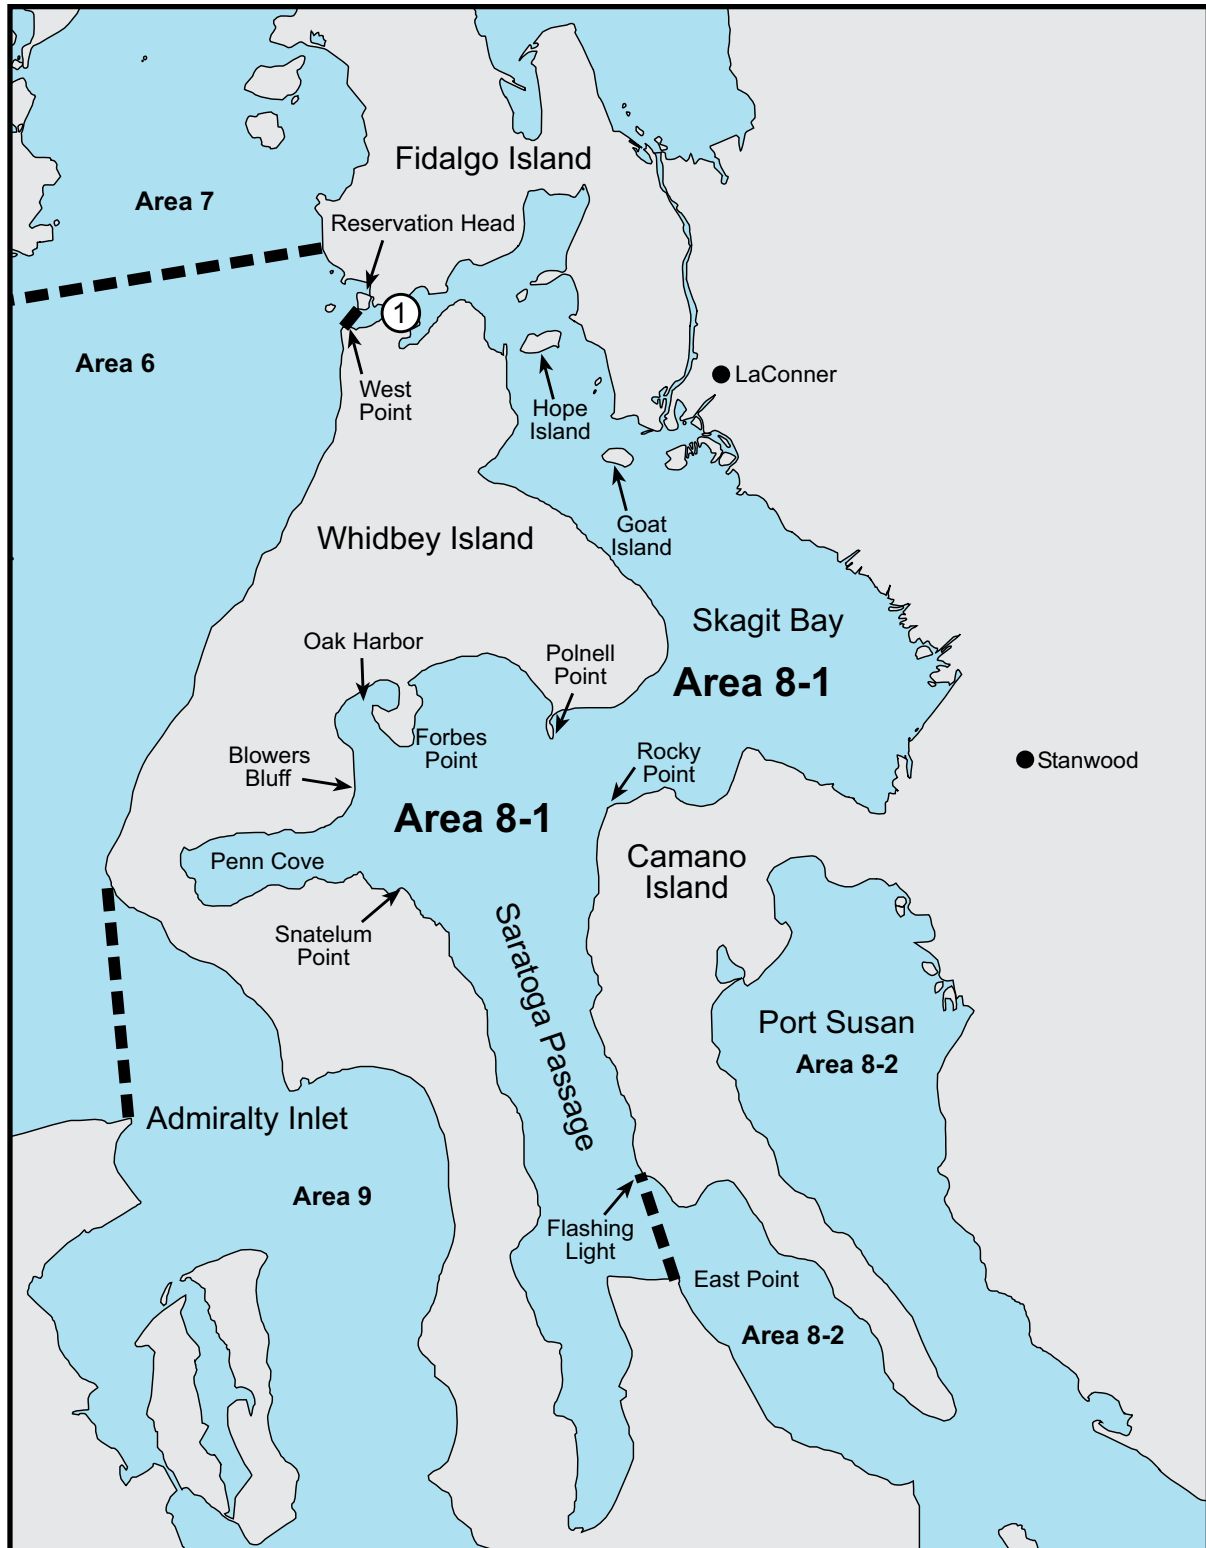 Fidalgo Island
Area 7
Reservation Head
1
Area 6
LaConner
West
Point
Hope
Island
Goat
Island
Whidbey Island
Skagit Bay
Oak Harbor
Polnell
Point
Area 8-1
Forbes
Point
Blowers
Bluff
Rocky
Point
Stanwood
Area 8-1
Penn Cove
Camano
Island
Snatelum
Point
Saratoga Passage
Port Susan
Area 8-2
Admiralty Inlet
Area 9
Flashing
Light
East Point
Area 8-2